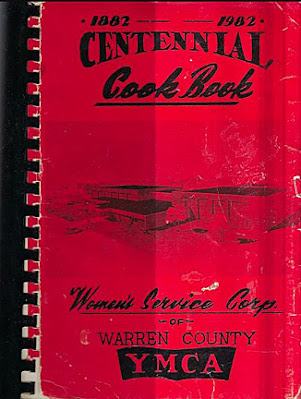 · 1882 — — 1982 ·
CENTENNIAL
Cook Book
Women's Service Corp.
— OF —
WARREN COUNTY
YMCA